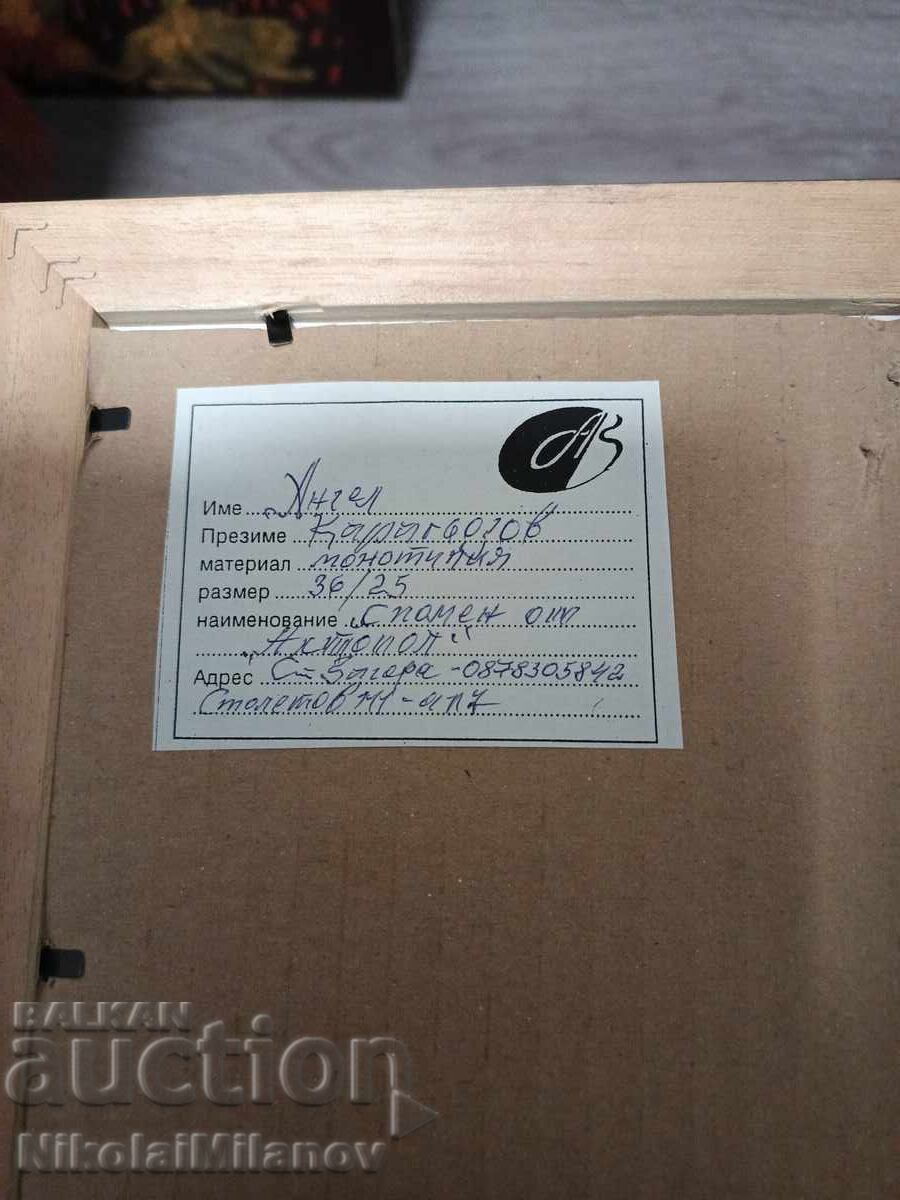 Име Ангел
Презиме Карагьогов
материал монотипия
размер 36/25
наименование "Спомен от
"Ахтопол"
Адрес Ст Загора - 0878305842
Столетов
BALKAN
auction
NikolaiMilanov